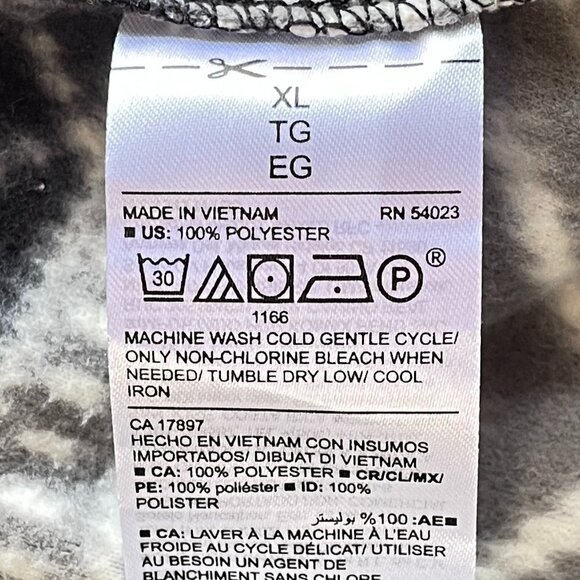 XL
TG
EG
MADE IN VIETNAM RN 54023
■ US: 100% POLYESTER
30 P ®
1166
MACHINE WASH COLD GENTLE CYCLE/
ONLY NON-CHLORINE BLEACH WHEN
NEEDED/ TUMBLE DRY LOW/ COOL
IRON
CA 17897
HECHO EN VIETNAM CON INSUMOS
IMPORTADOS/ DIBUAT DI VIETNAM
■ CA: 100% POLYESTER ■ CR/CL/MX/
PE: 100% poliéster ■ ID: 100%
POLISTER
■AE: 100% بوليستر
■ CA: LAVER À LA MACHINE À L'EAU
FROIDE AU CYCLE DÉLICAT/ UTILISER
AU BESOIN UN AGENT DE
BLANCHIMENT SANS CHLORE